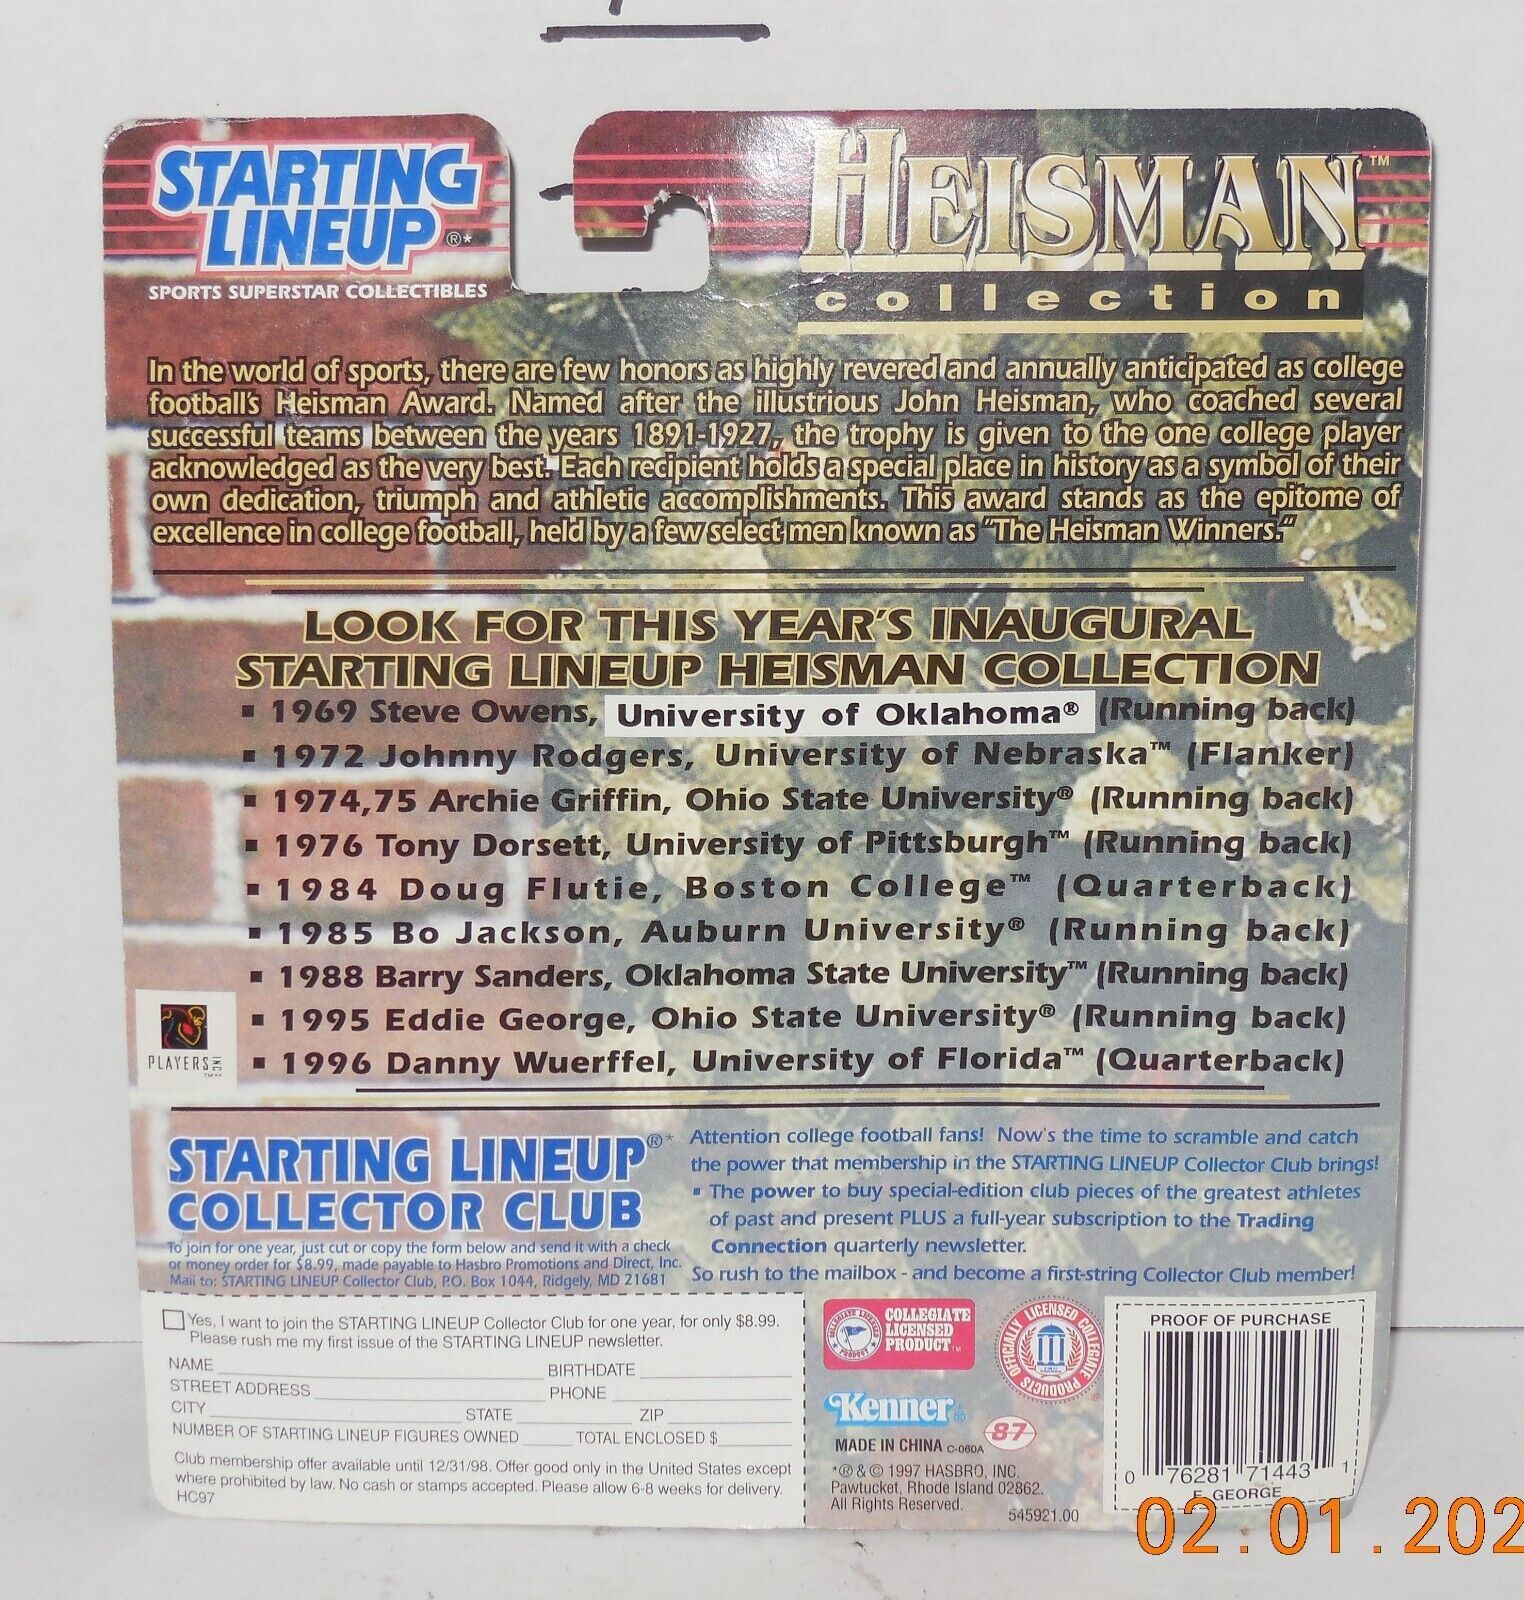 STARTING
LINEUP ®*
SPORTS SUPERSTAR COLLECTIBLES
HEISMAN™
collection
In the world of sports, there are few honors as highly revered and annually anticipated as college
football's Heisman Award. Named after the illustrious John Heisman, who coached several
successful teams between the years 1891-1927, the trophy is given to the one college player
acknowledged as the very best. Each recipient holds a special place in history as a symbol of their
own dedication, triumph and athletic accomplishments. This award stands as the epitome of
excellence in college football, held by a few select men known as "The Heisman Winners."
LOOK FOR THIS YEAR'S INAUGURAL
STARTING LINEUP HEISMAN COLLECTION
▪ 1969 Steve Owens, University of Oklahoma® (Running back)
▪ 1972 Johnny Rodgers, University of Nebraska™ (Flanker)
▪ 1974,75 Archie Griffin, Ohio State University® (Running back)
▪ 1976 Tony Dorsett, University of Pittsburgh™ (Running back)
▪ 1984 Doug Flutie, Boston College™ (Quarterback)
▪ 1985 Bo Jackson, Auburn University® (Running back)
▪ 1988 Barry Sanders, Oklahoma State University™ (Running back)
▪ 1995 Eddie George, Ohio State University® (Running back)
▪ 1996 Danny Wuerffel, University of Florida™ (Quarterback)
PLAYERS INC
STARTING LINEUP®*
COLLECTOR CLUB
To join for one year, just cut or copy the form below and send it with a check
or money order for $8.99, made payable to Hasbro Promotions and Direct, Inc.
Mail to: STARTING LINEUP Collector Club, P.O. Box 1044, Ridgely, MD 21681
Attention college football fans! Now's the time to scramble and catch
the power that membership in the STARTING LINEUP Collector Club brings!
▪ The power to buy special-edition club pieces of the greatest athletes
of past and present PLUS a full-year subscription to the Trading
Connection quarterly newsletter.
So rush to the mailbox - and become a first-string Collector Club member!
Yes, I want to join the STARTING LINEUP Collector Club for one year, for only $8.99.
Please rush me my first issue of the STARTING LINEUP newsletter.
NAME BIRTHDATE
STREET ADDRESS PHONE
CITY STATE ZIP
NUMBER OF STARTING LINEUP FIGURES OWNED TOTAL ENCLOSED $
Club membership offer available until 12/31/98. Offer good only in the United States except
where prohibited by law. No cash or stamps accepted. Please allow 6-8 weeks for delivery.
HC97
COLLEGIATE
LICENSED
PRODUCT™
OFFICIALLY LICENSED COLLEGIATE PRODUCTS
Kenner®
87
MADE IN CHINA C-060A
*® & © 1997 HASBRO, INC.
Pawtucket, Rhode Island 02862.
All Rights Reserved.
545921.00
PROOF OF PURCHASE
0 76281 71443 1
E. GEORGE
02.01.202